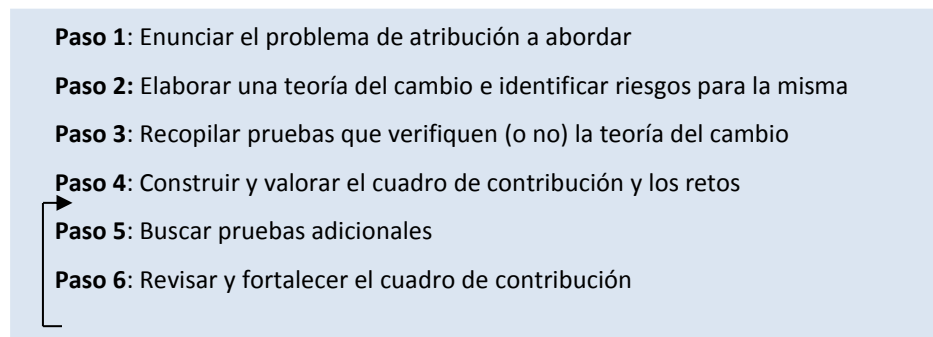 Paso 1: Enunciar el problema de atribución a abordar
Paso 2: Elaborar una teoría del cambio e identificar riesgos para la misma
Paso 3: Recopilar pruebas que verifiquen (o no) la teoría del cambio
Paso 4: Construir y valorar el cuadro de contribución y los retos
Paso 5: Buscar pruebas adicionales
Paso 6: Revisar y fortalecer el cuadro de contribución